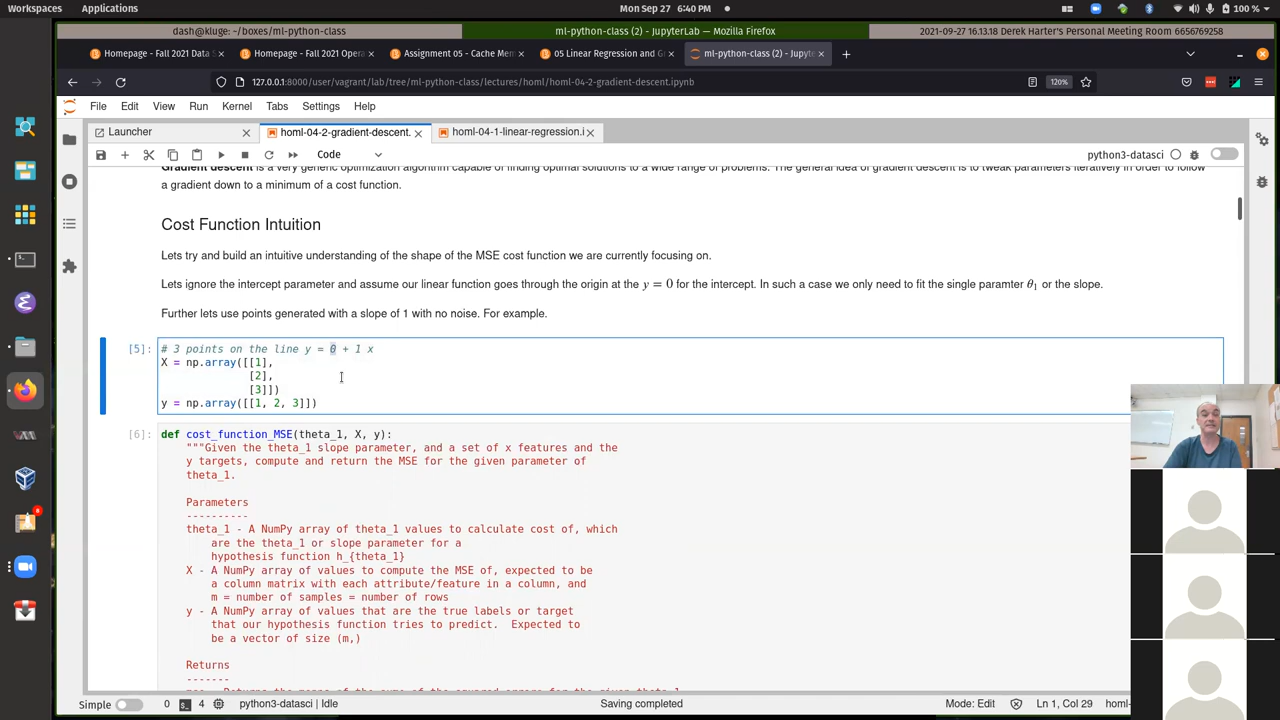 Workspaces Applications Mon Sep 27 6:40 PM 100 %
dash@kluge: ~/boxes/ml-python-class ml-python-class (2) - JupyterLab — Mozilla Firefox 2021-09-27 16.13.18 Derek Harter's Personal Meeting Room 6656769258
Homepage - Fall 2021 Data S Homepage - Fall 2021 Opera Assignment 05 - Cache Mem 05 Linear Regression and G ml-python-class (2) - Jupyte
127.0.0.1:8000/user/vagrant/lab/tree/ml-python-class/lectures/homl/homl-04-2-gradient-descent.ipynb 120%
File Edit View Run Kernel Tabs Settings Help
Launcher homl-04-2-gradient-descent. homl-04-1-linear-regression.i
Code python3-datasci
Gradient descent is a very generic optimization algorithm capable of finding optimal solutions to a wide range of problems. The general idea of gradient descent is to tweak parameters iteratively in order to follow
a gradient down to a minimum of a cost function.
Cost Function Intuition
Lets try and build an intuitive understanding of the shape of the MSE cost function we are currently focusing on.
Lets ignore the intercept parameter and assume our linear function goes through the origin at the y = 0 for the intercept. In such a case we only need to fit the single paramter θ1 or the slope.
Further lets use points generated with a slope of 1 with no noise. For example.
[5]: # 3 points on the line y = 0 + 1 x
X = np.array([[1],
[2],
[3]])
y = np.array([[1, 2, 3]])
[6]: def cost_function_MSE(theta_1, X, y):
"""Given the theta_1 slope parameter, and a set of x features and the
y targets, compute and return the MSE for the given parameter of
theta_1.
Parameters
----------
theta_1 - A NumPy array of theta_1 values to calculate cost of, which
are the theta_1 or slope parameter for a
hypothesis function h_{theta_1}
X - A NumPy array of values to compute the MSE of, expected to be
a column matrix with each attribute/feature in a column, and
m = number of samples = number of rows
y - A NumPy array of values that are the true labels or target
that our hypothesis function tries to predict. Expected to
be a vector of size (m,)
Returns
-------
Simple 0 4 python3-datasci | Idle Saving completed Mode: Edit Ln 1, Col 29 homl-